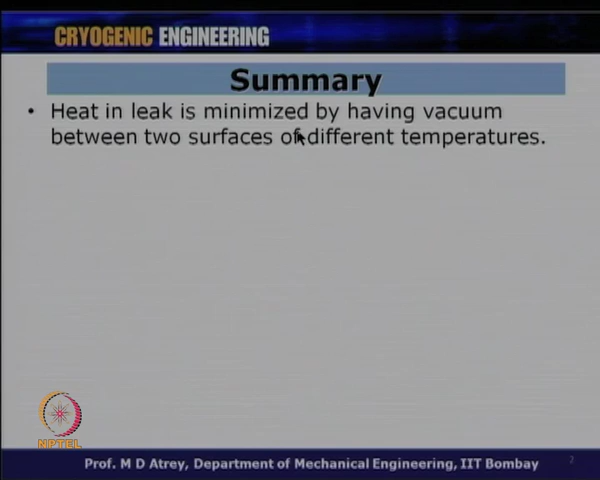 CRYOGENIC ENGINEERING
Summary
• Heat in leak is minimized by having vacuum
between two surfaces of different temperatures.
NPTEL
Prof. M D Atrey, Department of Mechanical Engineering, IIT Bombay